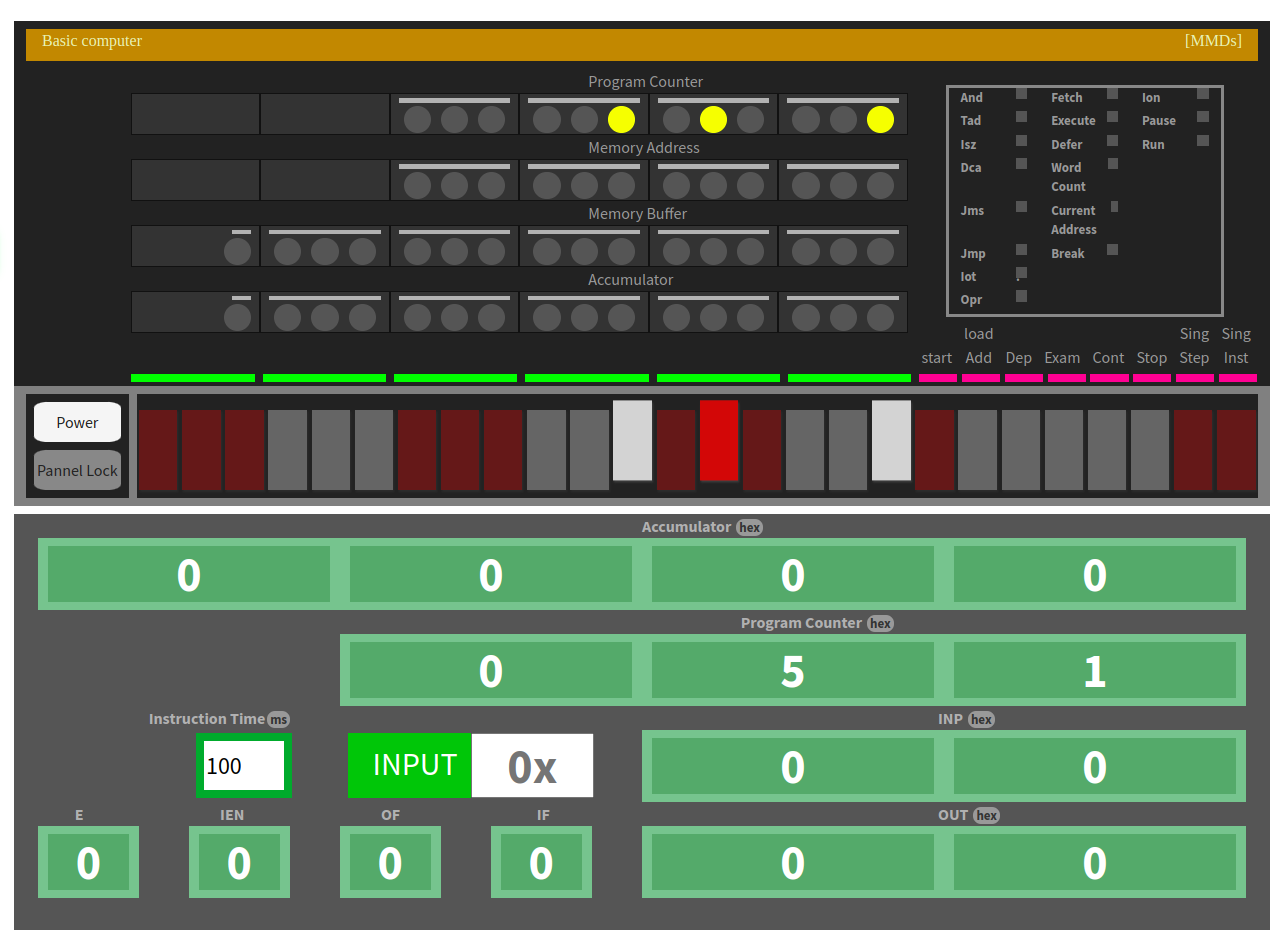 Basic computer [MMDs]
Program Counter
Memory Address
Memory Buffer
Accumulator
And Fetch Ion
Tad Execute Pause
Isz Defer Run
Dca Word
Count
Jms Current
Address
Jmp Break
Iot
Opr
load Sing Sing
start Add Dep Exam Cont Stop Step Inst
Power
Pannel Lock
Accumulator hex
0 0 0 0
Program Counter hex
0 5 1
Instruction Time ms INP hex
100 INPUT 0x 0 0
E IEN OF IF OUT hex
0 0 0 0 0 0